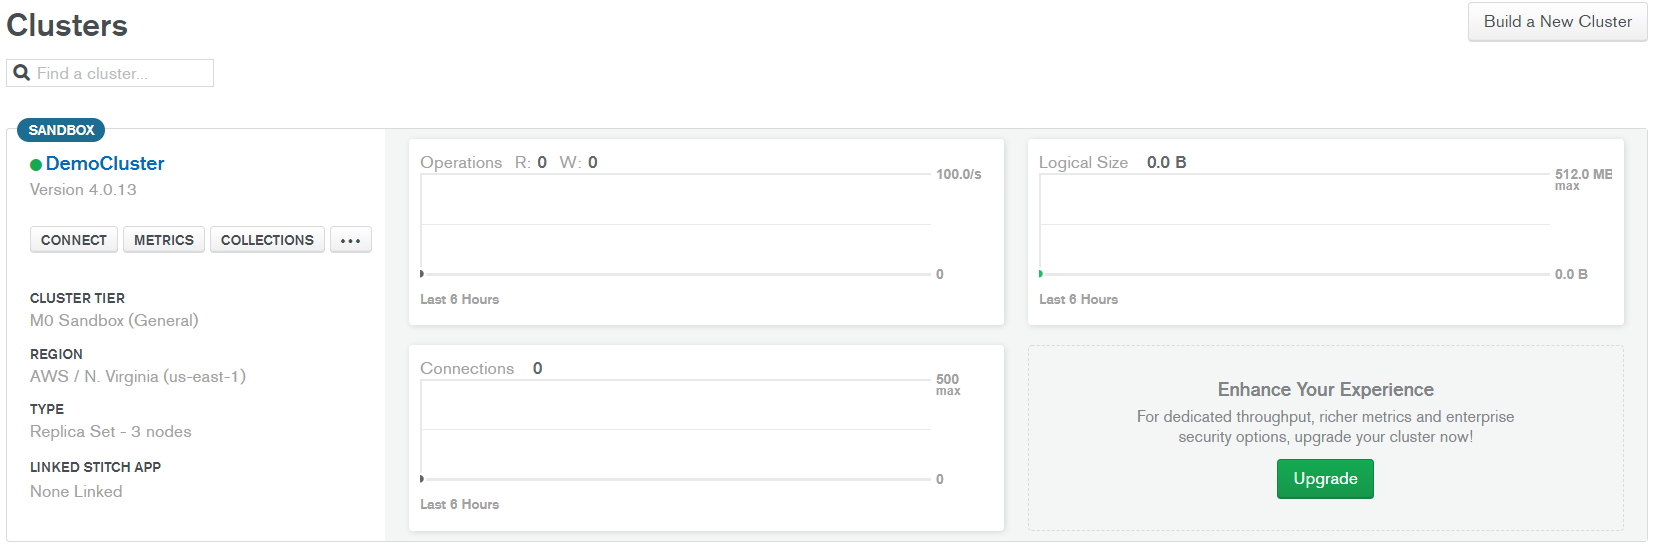 Clusters
Build a New Cluster
Find a cluster...
SANDBOX
DemoCluster
Version 4.0.13
CONNECT
METRICS
COLLECTIONS
...
CLUSTER TIER
M0 Sandbox (General)
REGION
AWS / N. Virginia (us-east-1)
TYPE
Replica Set - 3 nodes
LINKED STITCH APP
None Linked
Operations R: 0 W: 0
100.0/s
0
Last 6 Hours
Logical Size 0.0 B
512.0 MB
max
0.0 B
Last 6 Hours
Connections 0
500
max
0
Last 6 Hours
Enhance Your Experience
For dedicated throughput, richer metrics and enterprise
security options, upgrade your cluster now!
Upgrade